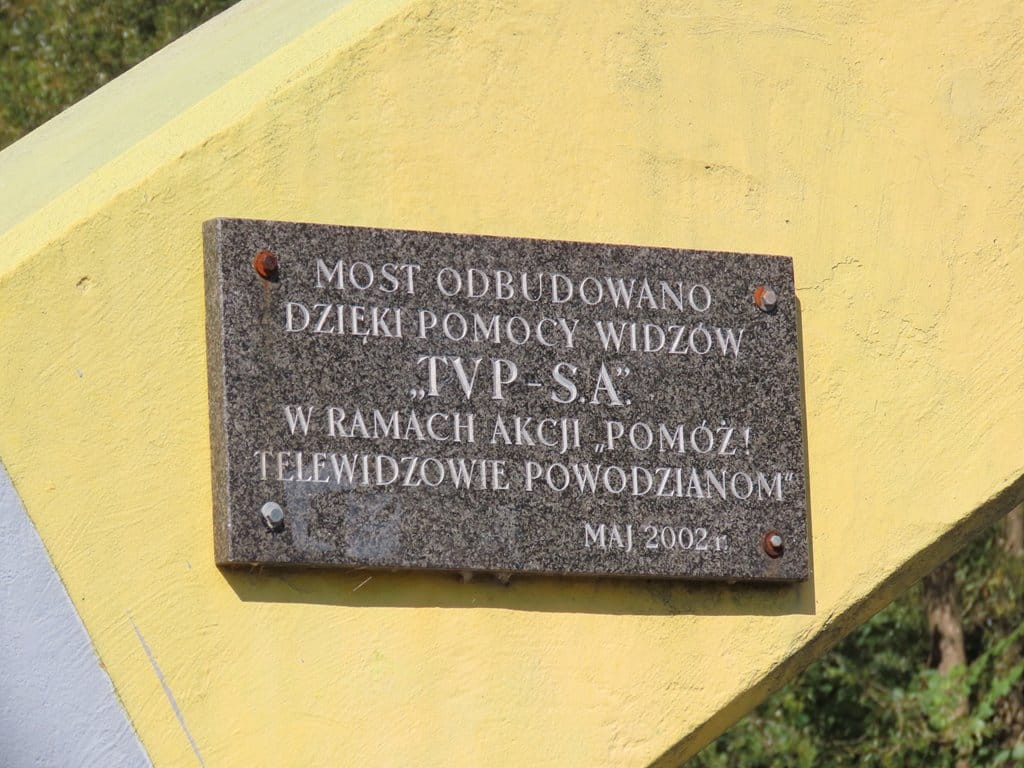 MOST ODBUDOWANO
DZIĘKI POMOCY WIDZÓW
„TVP - S.A."
W RAMACH AKCJI „POMÓŻ!
TELEWIDZOWIE POWODZIANOM"
MAJ 2002 r.